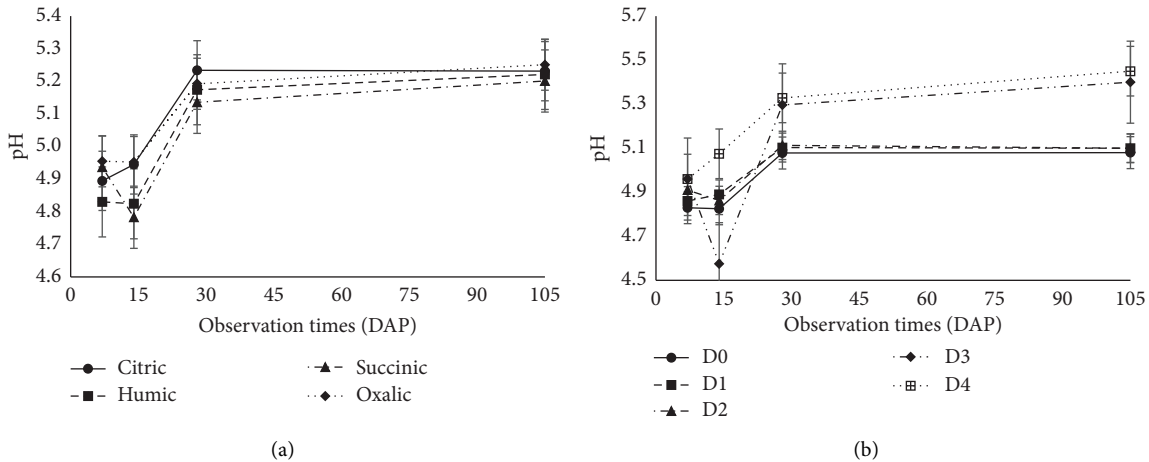 5.4
5.3
5.2
5.1
5.0
4.9
4.8
4.7
4.6
pH
0 15 30 45 60 75 90 105
Observation times (DAP)
Citric
Humic
Succinic
Oxalic
(a)
5.7
5.5
5.3
5.1
4.9
4.7
4.5
pH
0 15 30 45 60 75 90 105
Observation times (DAP)
D0
D1
D2
D3
D4
(b)